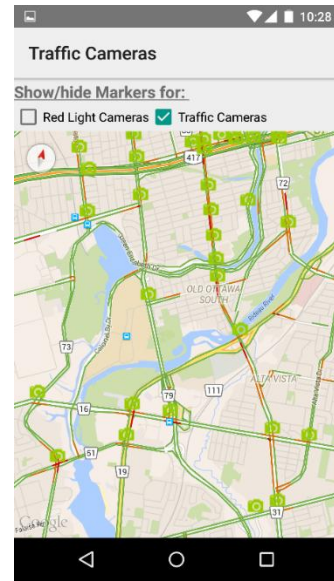 10:28
Traffic Cameras
Show/hide Markers for:
Red Light Cameras Traffic Cameras
417
72
OLD OTTAWA
SOUTH
Rideau River
73
ALTA VISTA
111
79
16
51
19
31
Google